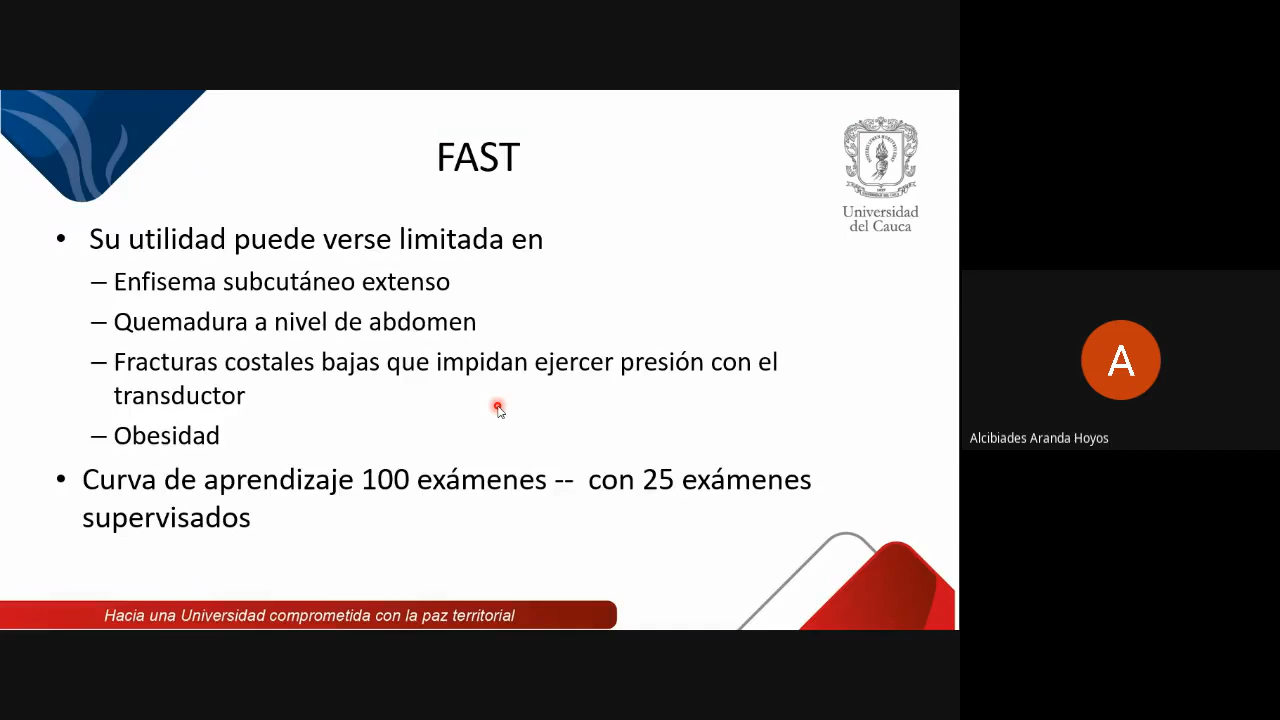 FAST
Universidad
del Cauca
• Su utilidad puede verse limitada en
– Enfisema subcutáneo extenso
– Quemadura a nivel de abdomen
– Fracturas costales bajas que impidan ejercer presión con el
transductor
– Obesidad
• Curva de aprendizaje 100 exámenes -- con 25 exámenes
supervisados
Hacia una Universidad comprometida con la paz territorial
A
Alcibiades Aranda Hoyos